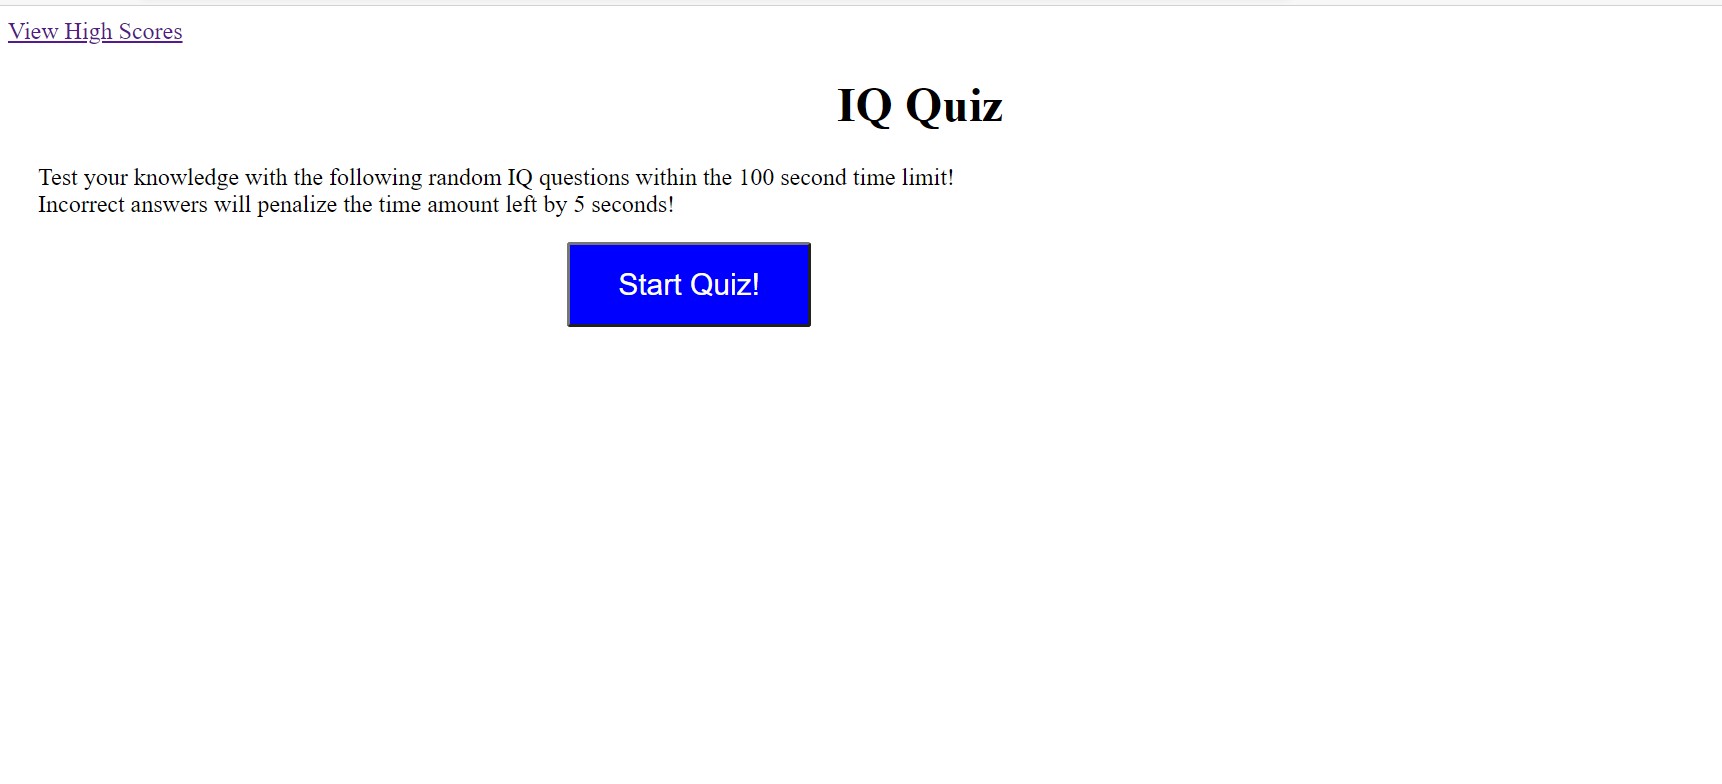 View High Scores
IQ Quiz
Test your knowledge with the following random IQ questions within the 100 second time limit!
Incorrect answers will penalize the time amount left by 5 seconds!
Start Quiz!